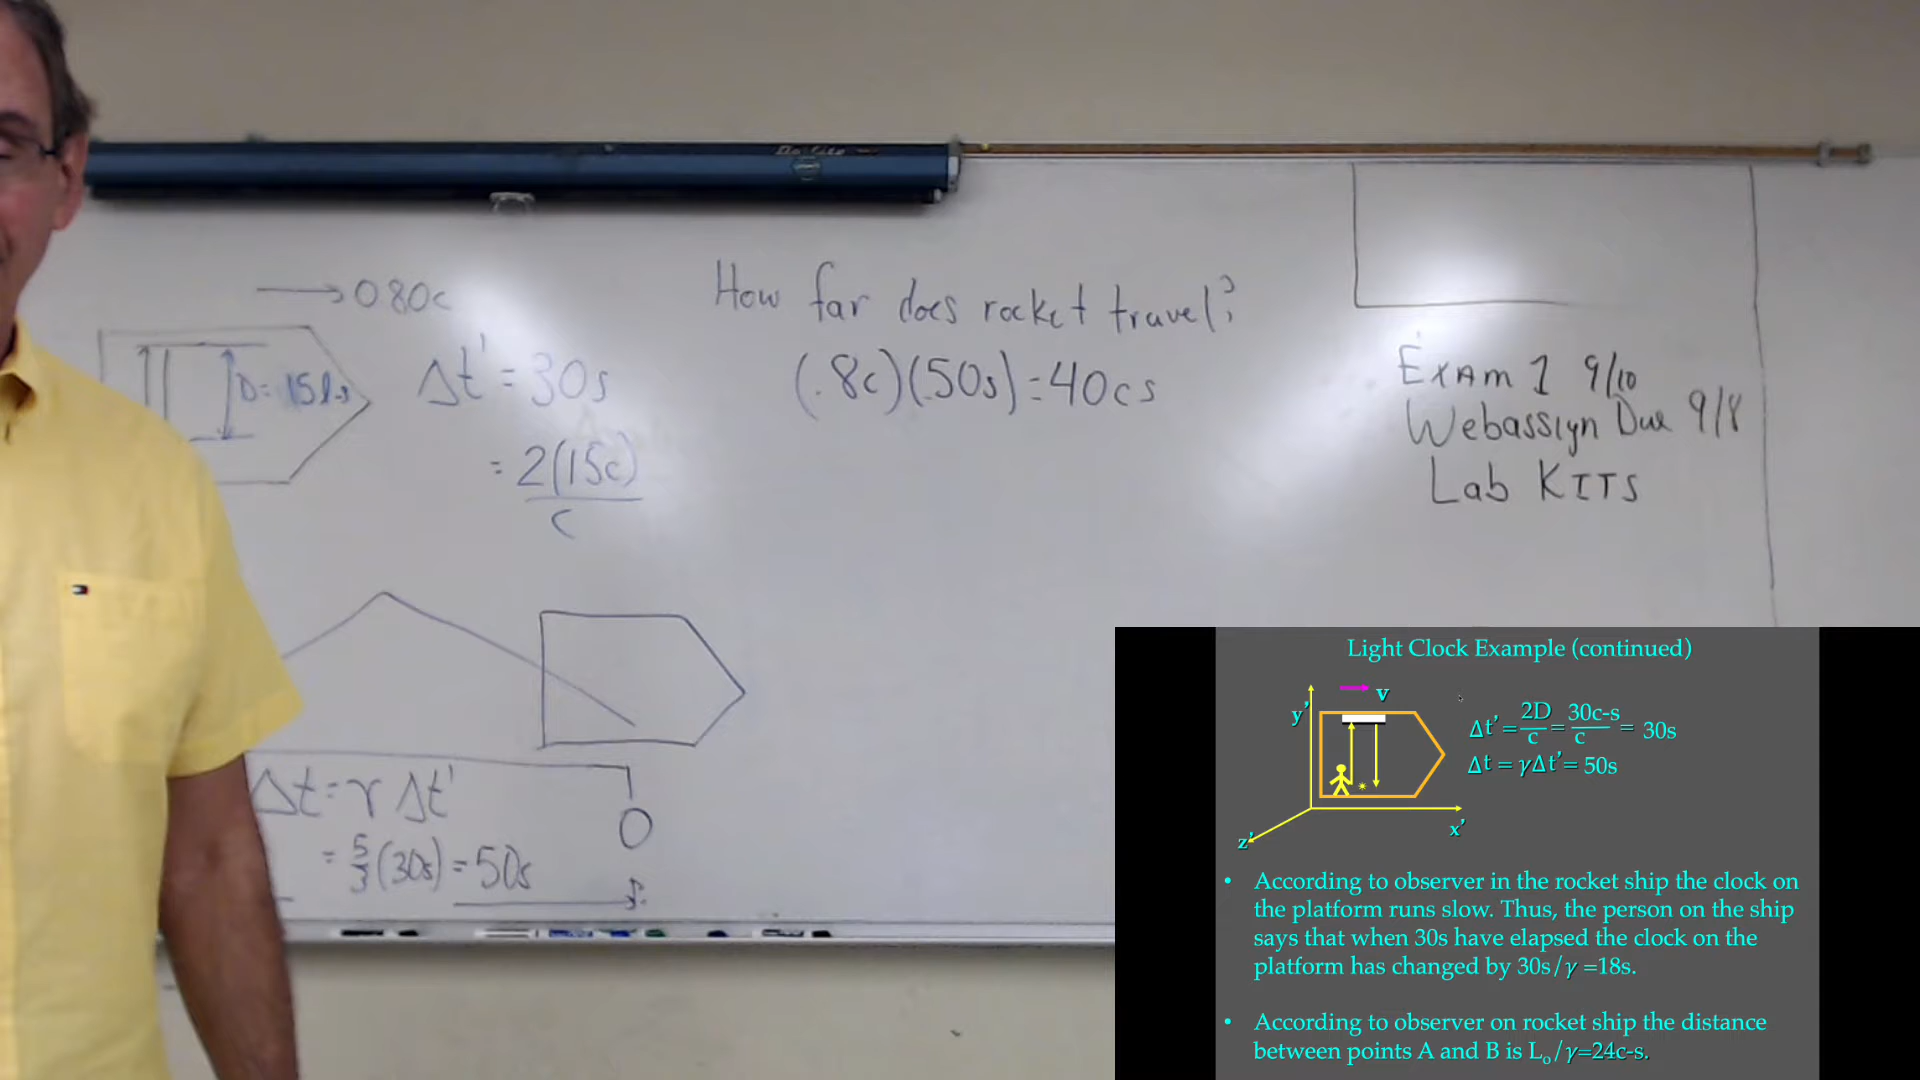 Da-Lite
→ 0.80c
D = 15l-s
Δt' = 30s
= 2(15c)
c
How far does rocket travel?
(.8c)(50s) = 40cs
Exam 1 9/10
Webassign Due 9/8
Lab KITS
Δt = γ Δt'
= 5/3 (30s) = 50s
Light Clock Example (continued)
v
y'
x'
z'
Δt' = 2D/c = 30c-s/c = 30s
Δt = γΔt' = 50s
• According to observer in the rocket ship the clock on
the platform runs slow. Thus, the person on the ship
says that when 30s have elapsed the clock on the
platform has changed by 30s/γ =18s.
• According to observer on rocket ship the distance
between points A and B is Lₒ/γ=24c-s.